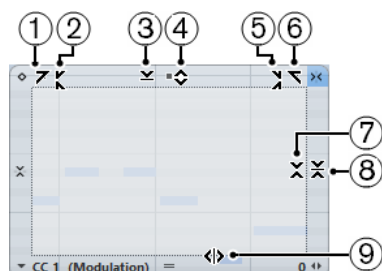 ① ② ③ ④ ⑤ ⑥
⑦
⑧
CC 1 (Modulation) = 0
⑨